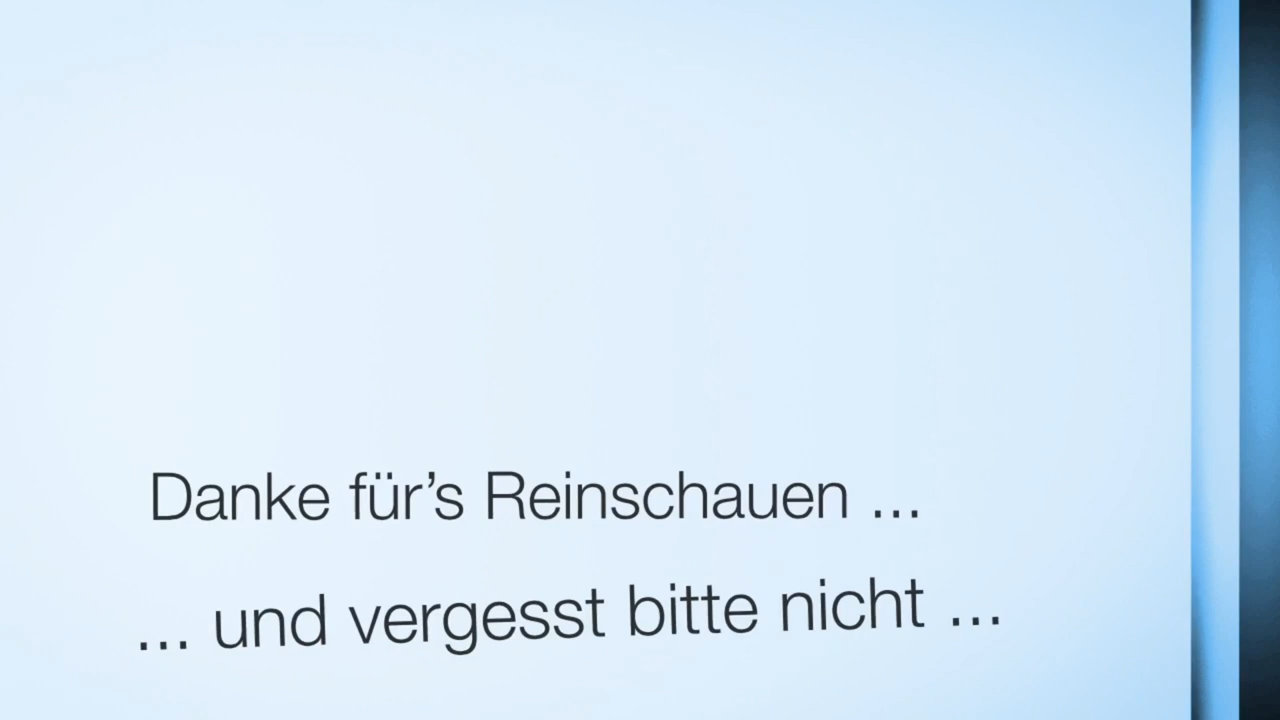 Danke für’s Reinschauen ...
... und vergesst bitte nicht ...